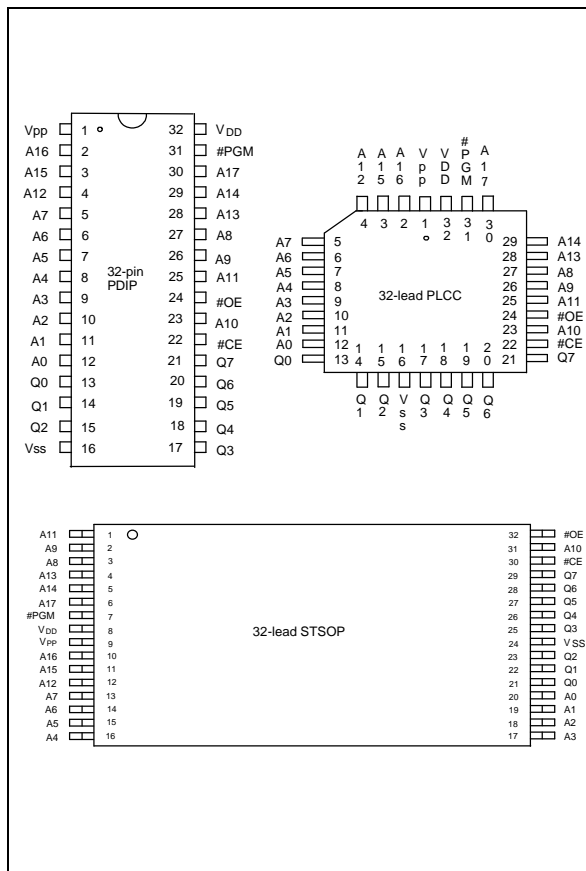 Vpp 1 32 VDD
A16 2 31 #PGM
A15 3 30 A17
A12 4 29 A14
A7 5 28 A13
A6 6 27 A8
A5 7 26 A9
A4 8 25 A11
A3 9 24 #OE
A2 10 23 A10
A1 11 22 #CE
A0 12 21 Q7
Q0 13 20 Q6
Q1 14 19 Q5
Q2 15 18 Q4
Vss 16 17 Q3
32-pin
PDIP
A12 A15 A16 Vpp VDD #PGM A17
4 3 2 1 32 31 30
A7 5 29 A14
A6 6 28 A13
A5 7 27 A8
A4 8 26 A9
A3 9 25 A11
A2 10 24 #OE
A1 11 23 A10
A0 12 22 #CE
Q0 13 21 Q7
32-lead PLCC
14 15 16 17 18 19 20
Q1 Q2 Vss Q3 Q4 Q5 Q6
A11 1 32 #OE
A9 2 31 A10
A8 3 30 #CE
A13 4 29 Q7
A14 5 28 Q6
A17 6 27 Q5
#PGM 7 26 Q4
VDD 8 25 Q3
VPP 9 24 VSS
A16 10 23 Q2
A15 11 22 Q1
A12 12 21 Q0
A7 13 20 A0
A6 14 19 A1
A5 15 18 A2
A4 16 17 A3
32-lead STSOP